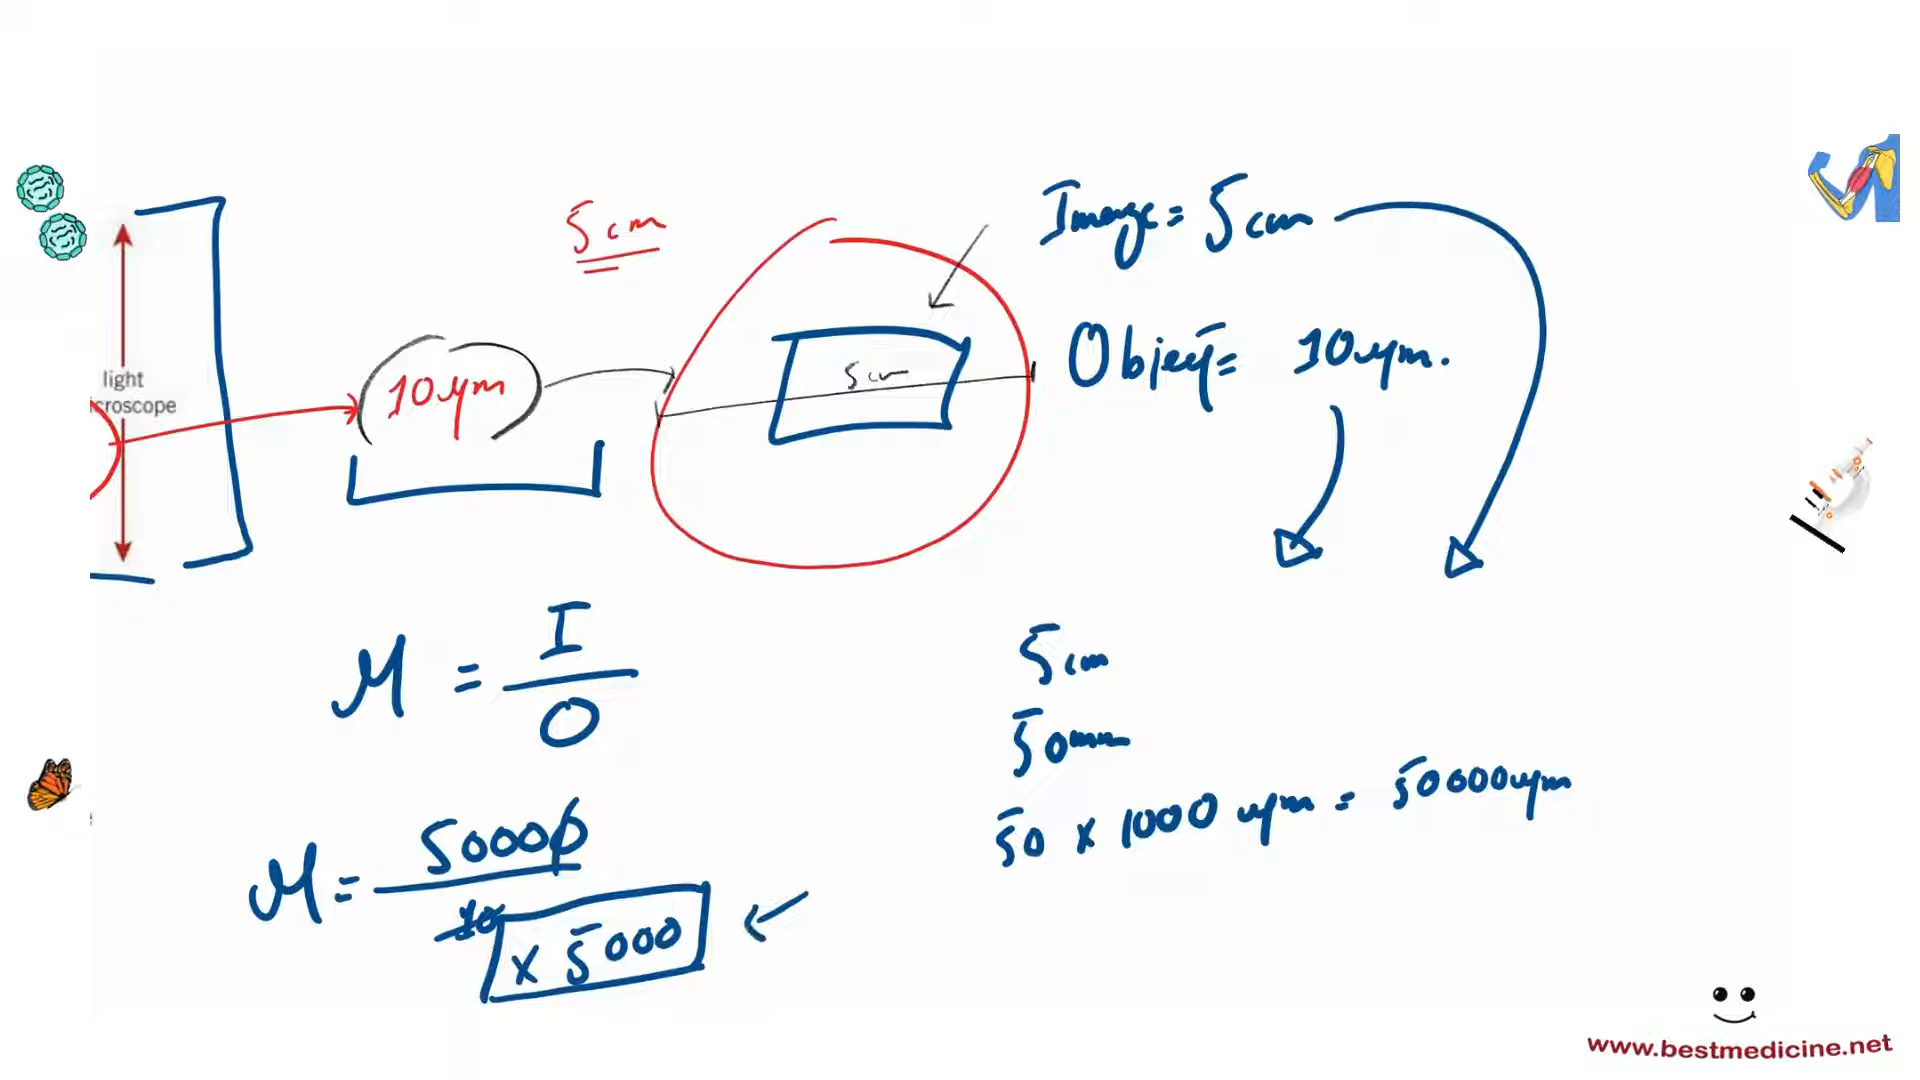 5cm
Image = 5cm
light
croscope
10μm
5cm
Object = 10μm.
M = I
O
5cm
50mm
50 x 1000 μm = 50000μm
M = 50000
10
x 5000
www.bestmedicine.net